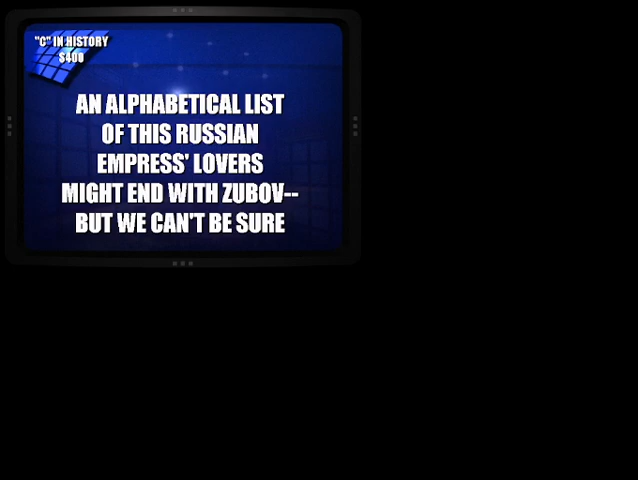 "C" IN HISTORY
$400
AN ALPHABETICAL LIST
OF THIS RUSSIAN
EMPRESS' LOVERS
MIGHT END WITH ZUBOV--
BUT WE CAN'T BE SURE